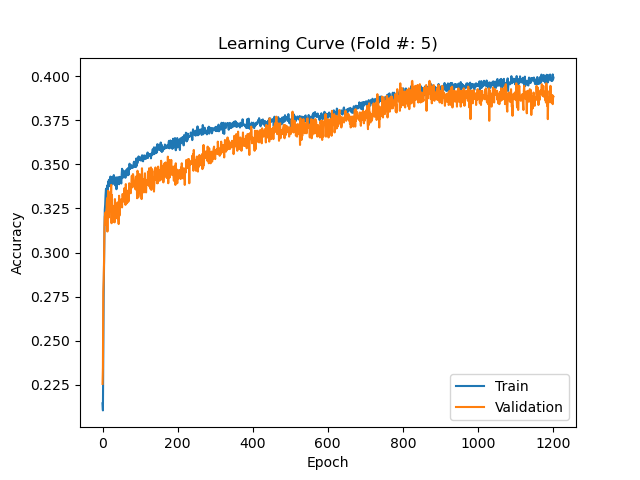 Learning Curve (Fold #: 5)
0.400
0.375
0.350
0.325
0.300
0.275
0.250
0.225
Accuracy
0 200 400 600 800 1000 1200
Epoch
Train
Validation